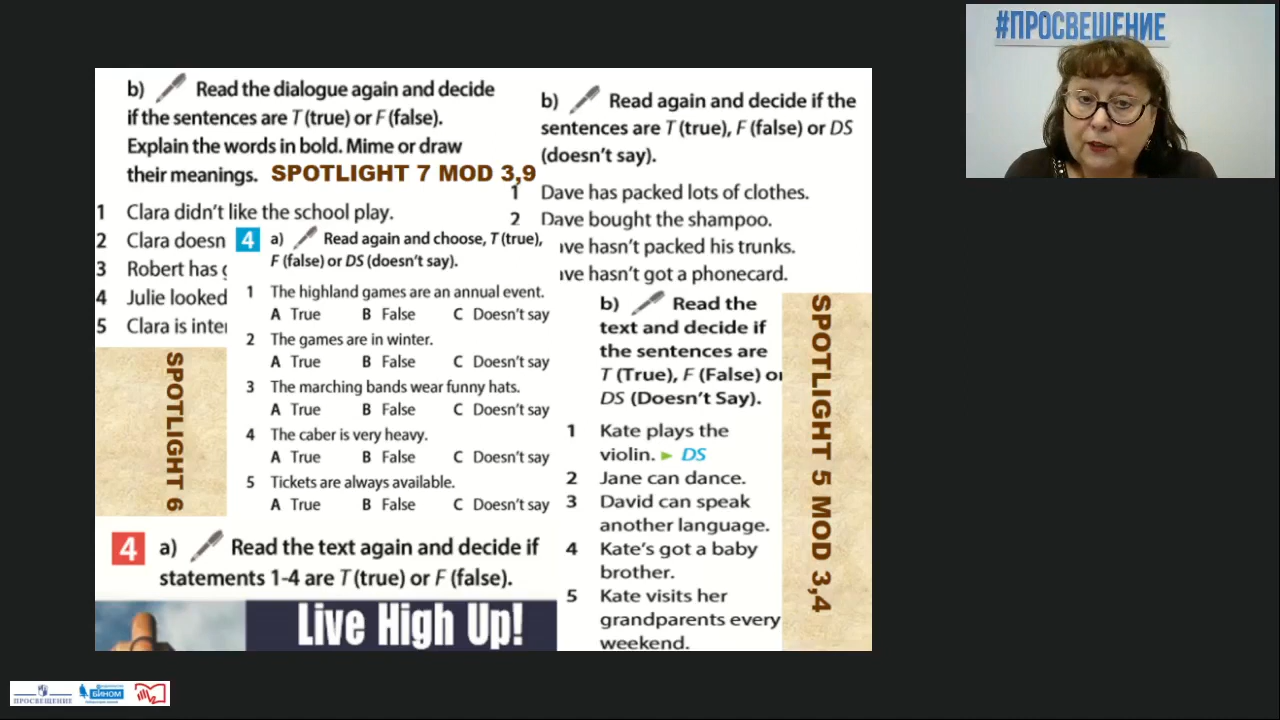 #ПРОСВЕЩЕНИЕ
b) Read the dialogue again and decide
if the sentences are T (true) or F (false).
Explain the words in bold. Mime or draw
their meanings. SPOTLIGHT 7 MOD 3,9
1 Clara didn't like the school play.
2 Clara doesn
3 Robert has
4 Julie looked
5 Clara is
b) Read again and decide if the
sentences are T (true), F (false) or DS
(doesn't say).
1 Dave has packed lots of clothes.
2 Dave bought the shampoo.
ave hasn't packed his trunks.
ave hasn't got a phonecard.
4 a) Read again and choose, T (true),
F (false) or DS (doesn't say).
1 The highland games are an annual event.
A True B False C Doesn't say
2 The games are in winter.
A True B False C Doesn't say
3 The marching bands wear funny hats.
A True B False C Doesn't say
4 The caber is very heavy.
A True B False C Doesn't say
5 Tickets are always available.
A True B False C Doesn't say
SPOTLIGHT 6
b) Read the
text and decide if
the sentences are
T (True), F (False) or
DS (Doesn't Say).
1 Kate plays the
violin. ► DS
2 Jane can dance.
3 David can speak
another language.
4 Kate's got a baby
brother.
5 Kate visits her
grandparents every
weekend.
SPOTLIGHT 5 MOD 3,4
4 a) Read the text again and decide if
statements 1-4 are T (true) or F (false).
Live High Up!
ПРОСВЕЩЕНИЕ
БИНОМ